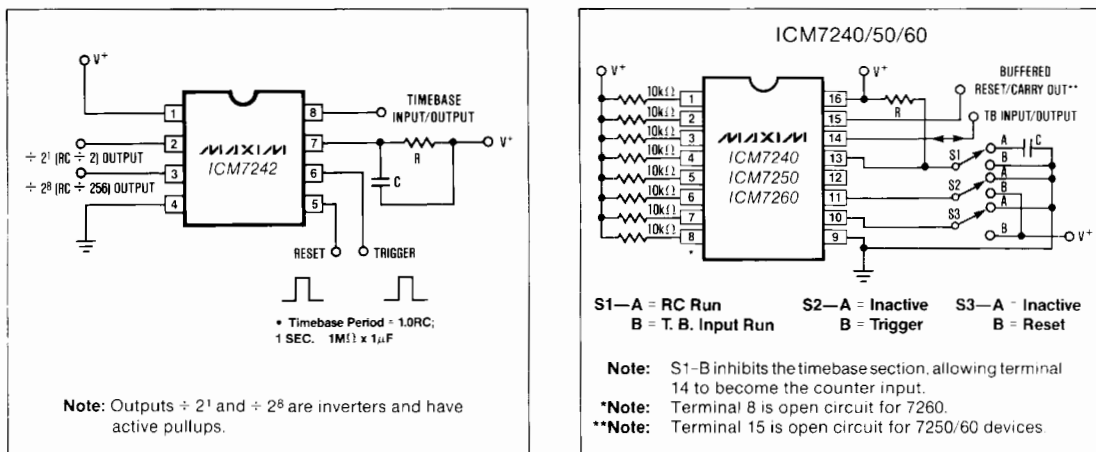 V+
TIMEBASE
INPUT/OUTPUT
1
8
2
7
3
6
4
5
MAXIM
ICM7242
÷ 2¹ (RC ÷ 2) OUTPUT
÷ 2⁸ (RC ÷ 256) OUTPUT
R
V+
C
RESET
TRIGGER
• Timebase Period = 1.0RC;
1 SEC. 1MΩ x 1µF
Note: Outputs ÷ 2¹ and ÷ 2⁸ are inverters and have
active pullups.
ICM7240/50/60
V+
10kΩ
10kΩ
10kΩ
10kΩ
10kΩ
10kΩ
10kΩ
10kΩ
1
2
3
4
5
6
7
8
*
MAXIM
ICM7240
ICM7250
ICM7260
16
15
14
13
12
11
10
9
V+
R
BUFFERED
RESET/CARRY OUT**
TB INPUT/OUTPUT
S1
A
C
B
S2
A
B
S3
A
B
V+
S1—A = RC Run
B = T. B. Input Run
S2—A = Inactive
B = Trigger
S3—A = Inactive
B = Reset
Note: S1-B inhibits the timebase section, allowing terminal
14 to become the counter input.
*Note: Terminal 8 is open circuit for 7260.
**Note: Terminal 15 is open circuit for 7250/60 devices.